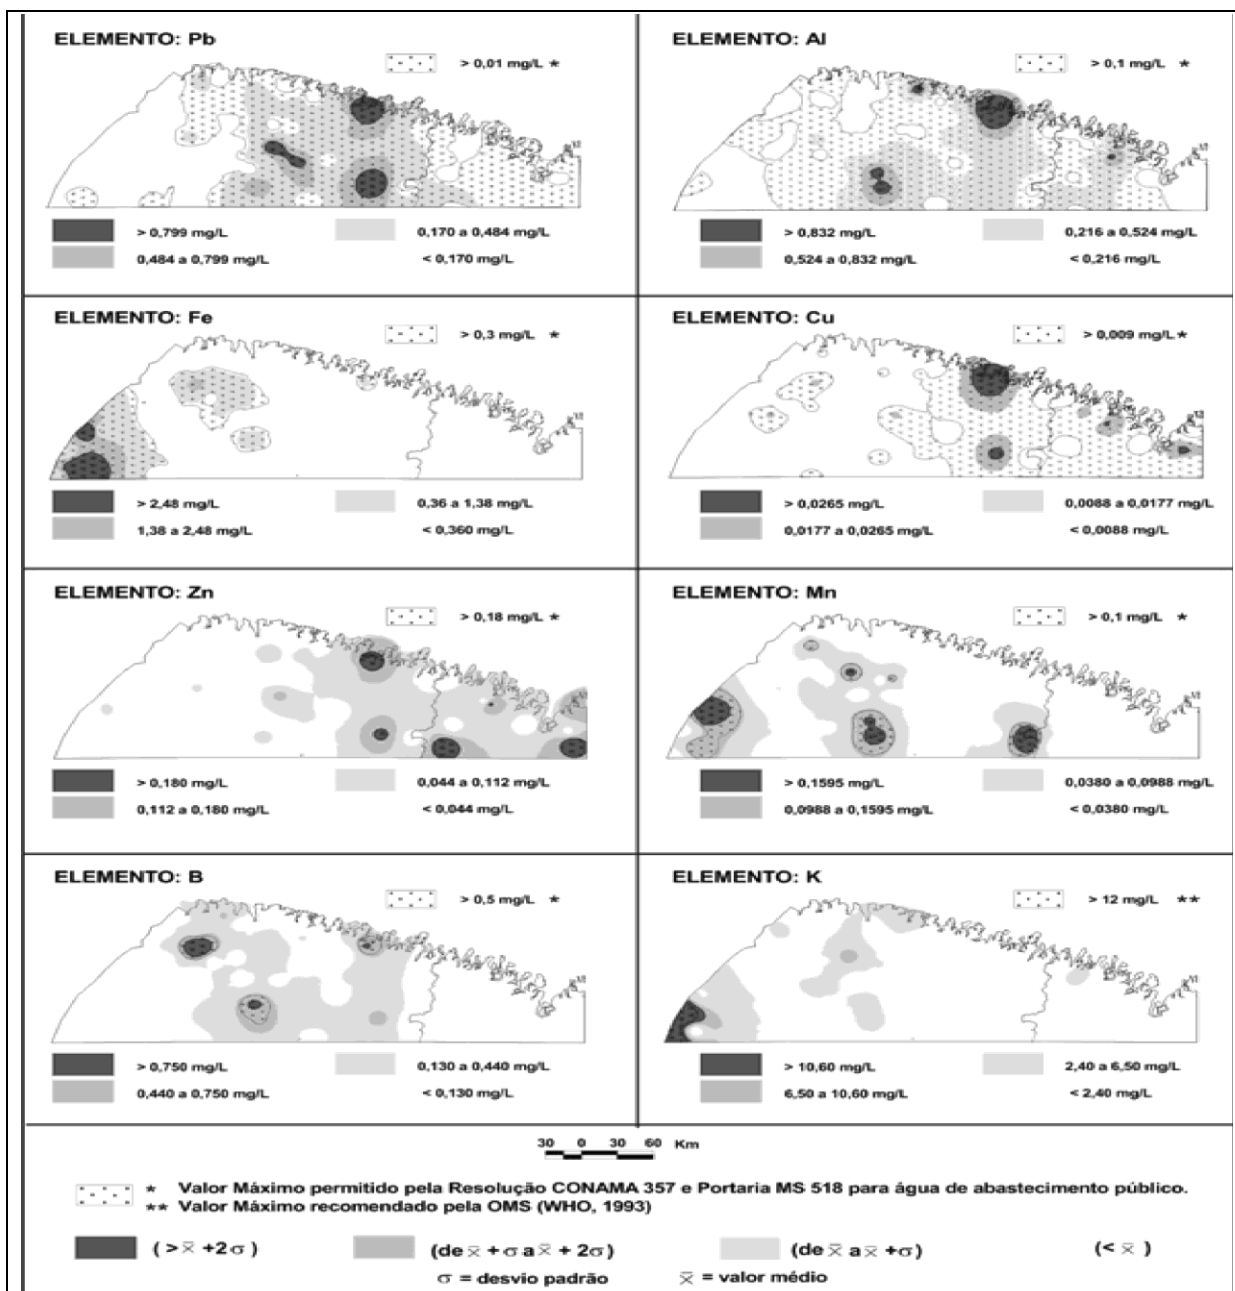 ELEMENTO: Pb
> 0,01 mg/L *
> 0,799 mg/L
0,170 a 0,484 mg/L
0,484 a 0,799 mg/L
< 0,170 mg/L
ELEMENTO: Al
> 0,1 mg/L *
> 0,832 mg/L
0,216 a 0,524 mg/L
0,524 a 0,832 mg/L
< 0,216 mg/L
ELEMENTO: Fe
> 0,3 mg/L *
> 2,48 mg/L
0,36 a 1,38 mg/L
1,38 a 2,48 mg/L
< 0,360 mg/L
ELEMENTO: Cu
> 0,009 mg/L *
> 0,0265 mg/L
0,0088 a 0,0177 mg/L
0,0177 a 0,0265 mg/L
< 0,0088 mg/L
ELEMENTO: Zn
> 0,18 mg/L *
> 0,180 mg/L
0,044 a 0,112 mg/L
0,112 a 0,180 mg/L
< 0,044 mg/L
ELEMENTO: Mn
> 0,1 mg/L *
> 0,1595 mg/L
0,0380 a 0,0988 mg/L
0,0988 a 0,1595 mg/L
< 0,0380 mg/L
ELEMENTO: B
> 0,5 mg/L *
> 0,750 mg/L
0,130 a 0,440 mg/L
0,440 a 0,750 mg/L
< 0,130 mg/L
ELEMENTO: K
> 12 mg/L **
> 10,60 mg/L
2,40 a 6,50 mg/L
6,50 a 10,60 mg/L
< 2,40 mg/L
30 0 30 60 Km
* Valor Máximo permitido pela Resolução CONAMA 357 e Portaria MS 518 para água de abastecimento público.
** Valor Máximo recomendado pela OMS (WHO, 1993)
(> x̄ +2σ) (de x̄ +σ a x̄ + 2σ) (de x̄ a x̄ +σ) (< x̄ )
σ = desvio padrão x̄ = valor médio